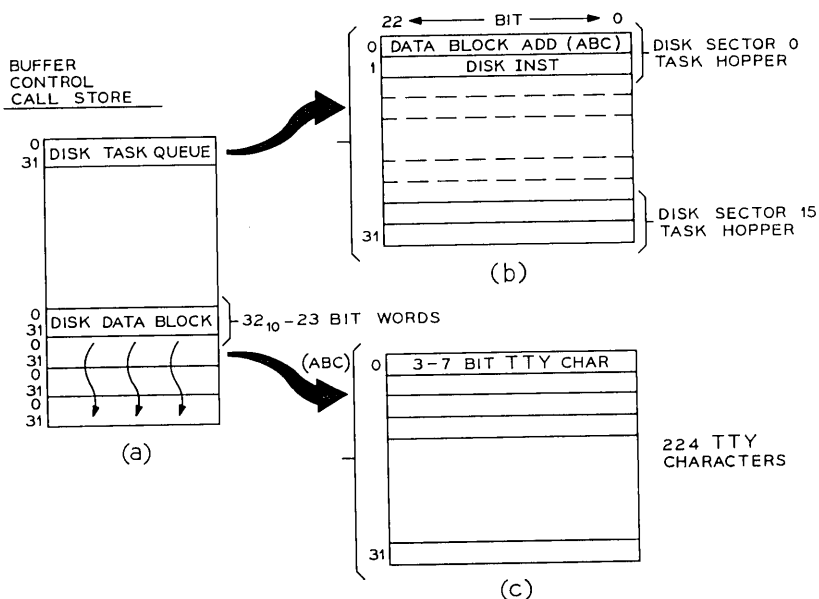 BUFFER
CONTROL
CALL STORE
0
31
DISK TASK QUEUE
0
31
DISK DATA BLOCK
32₁₀-23 BIT WORDS
0
31
0
31
0
31
(a)
22 BIT 0
0 DATA BLOCK ADD (ABC)
1 DISK INST
31
DISK SECTOR 0
TASK HOPPER
DISK SECTOR 15
TASK HOPPER
(b)
(ABC)
0 3-7 BIT TTY CHAR
31
224 TTY
CHARACTERS
(c)